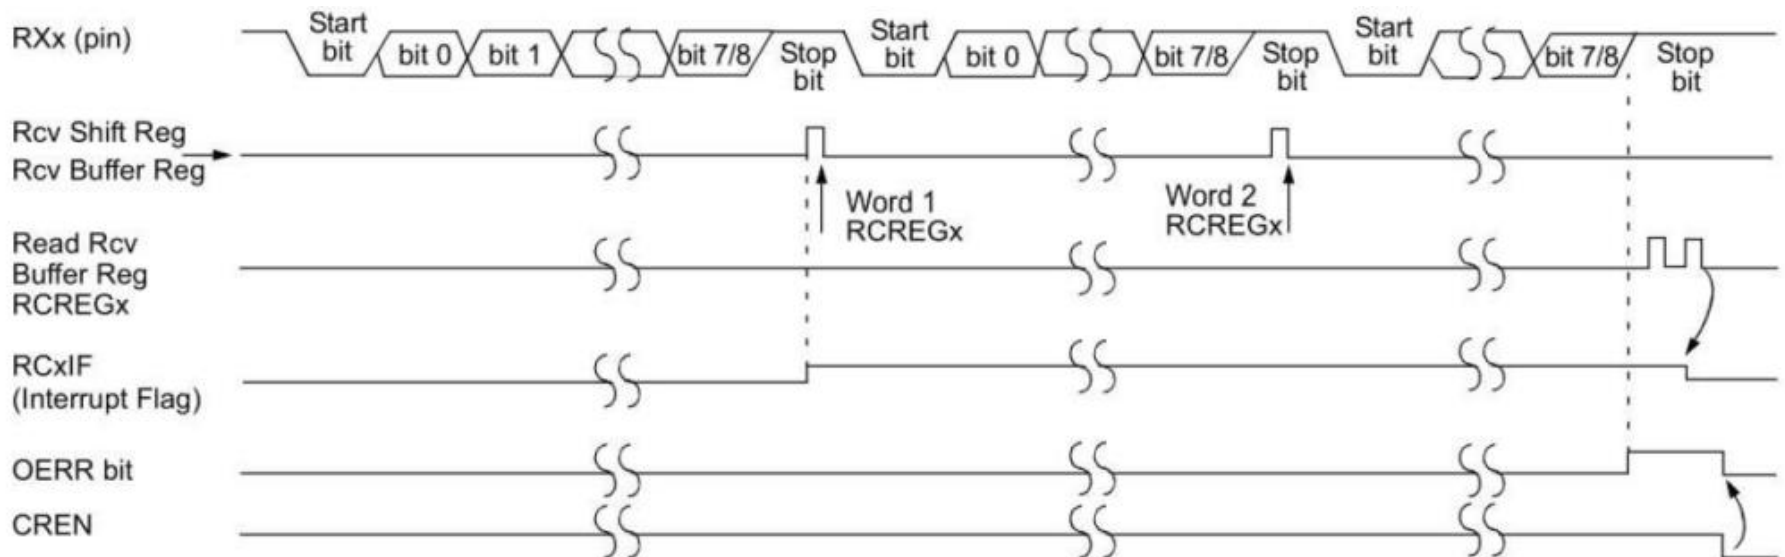 RXx (pin)
Start
bit
bit 0
bit 1
bit 7/8
Stop
bit
Start
bit
bit 0
bit 7/8
Stop
bit
Start
bit
bit 7/8
Stop
bit
Rcv Shift Reg
Rcv Buffer Reg
Word 1
RCREGx
Word 2
RCREGx
Read Rcv
Buffer Reg
RCREGx
RCxIF
(Interrupt Flag)
OERR bit
CREN